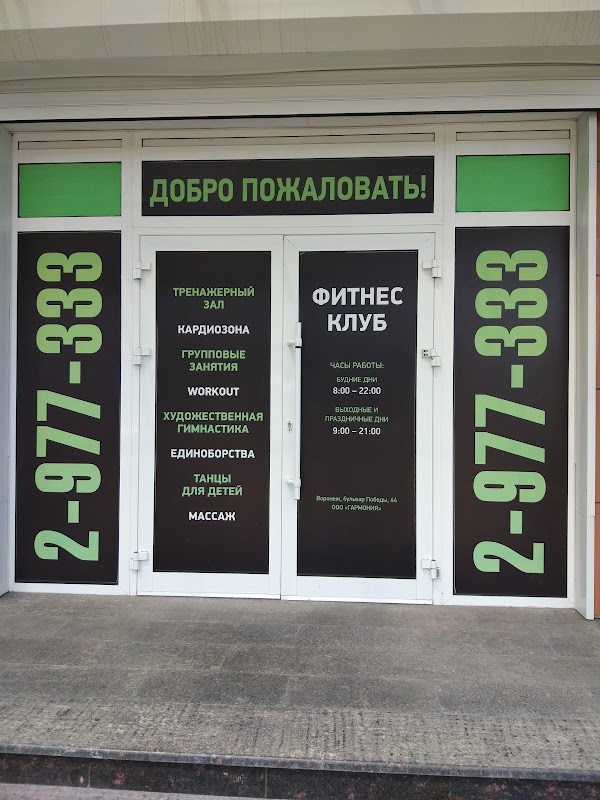 ДОБРО ПОЖАЛОВАТЬ!
2-977-333
ТРЕНАЖЕРНЫЙ
ЗАЛ
КАРДИОЗОНА
ГРУППОВЫЕ
ЗАНЯТИЯ
WORKOUT
ХУДОЖЕСТВЕННАЯ
ГИМНАСТИКА
ЕДИНОБОРСТВА
ТАНЦЫ
ДЛЯ ДЕТЕЙ
МАССАЖ
ФИТНЕС
КЛУБ
ЧАСЫ РАБОТЫ:
БУДНИЕ ДНИ
8:00 – 22:00
ВЫХОДНЫЕ И
ПРАЗДНИЧНЫЕ ДНИ
9:00 – 21:00
Воронеж, бульвар Победы, 44
ООО «ГАРМОНИЯ»
2-977-333